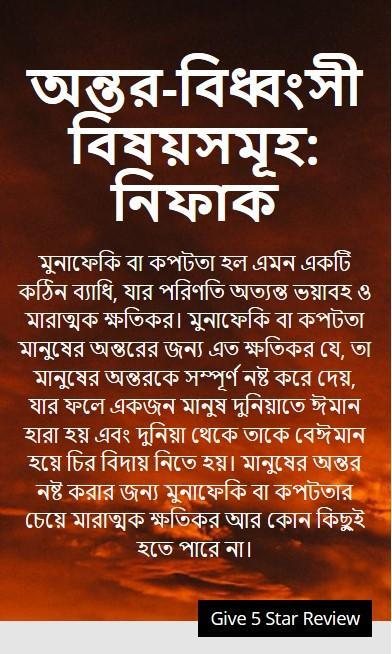 অন্তর-বিধ্বংসী
বিষয়সমূহ:
নিফাক
মুনাফেকি বা কপটতা হল এমন একটি
কঠিন ব্যাধি, যার পরিণতি অত্যন্ত ভয়াবহ ও
মারাত্মক ক্ষতিকর। মুনাফেকি বা কপটতা
মানুষের অন্তরের জন্য এত ক্ষতিকর যে, তা
মানুষের অন্তরকে সম্পূর্ণ নষ্ট করে দেয়,
যার ফলে একজন মানুষ দুনিয়াতে ঈমান
হারা হয় এবং দুনিয়া থেকে তাকে বেঈমান
হয়ে চির বিদায় নিতে হয়। মানুষের অন্তর
নষ্ট করার জন্য মুনাফেকি বা কপটতার
চেয়ে মারাত্মক ক্ষতিকর আর কোন কিছুই
হতে পারে না।
Give 5 Star Review